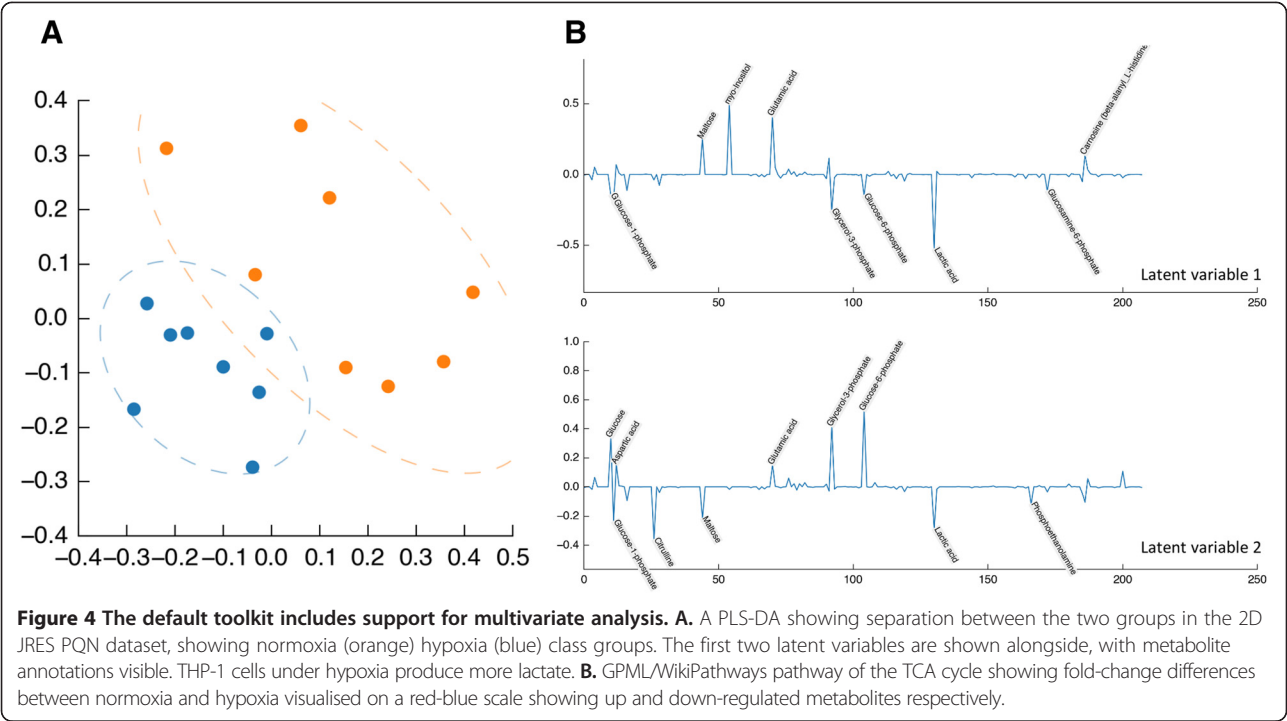 A
B
0.4
0.3
0.2
0.1
0.0
−0.1
−0.2
−0.3
−0.4
−0.4−0.3−0.2−0.1 0.0 0.1 0.2 0.3 0.4 0.5
0.5
0.0
−0.5
Maltose
myo-Inositol
Glutamic acid
Carnosine (beta-alanyl_L-histidine
Glucose-1-phosphate
Glycerol-3-phosphate
Glucose-6-phosphate
Lactic acid
Glucosamine-6-phosphate
Latent variable 1
0 50 100 150 200 250
1.0
0.8
0.6
0.4
0.2
0.0
−0.2
−0.4
Glucose
Aspartic acid
Glutamic acid
Glycerol-3-phosphate
Glucose-6-phosphate
Glucose-1-phosphate
Citrulline
Maltose
Lactic acid
Phosphoethanolamine
Latent variable 2
0 50 100 150 200 250
Figure 4 The default toolkit includes support for multivariate analysis. A. A PLS-DA showing separation between the two groups in the 2D
JRES PQN dataset, showing normoxia (orange) hypoxia (blue) class groups. The first two latent variables are shown alongside, with metabolite
annotations visible. THP-1 cells under hypoxia produce more lactate. B. GPML/WikiPathways pathway of the TCA cycle showing fold-change differences
between normoxia and hypoxia visualised on a red-blue scale showing up and down-regulated metabolites respectively.